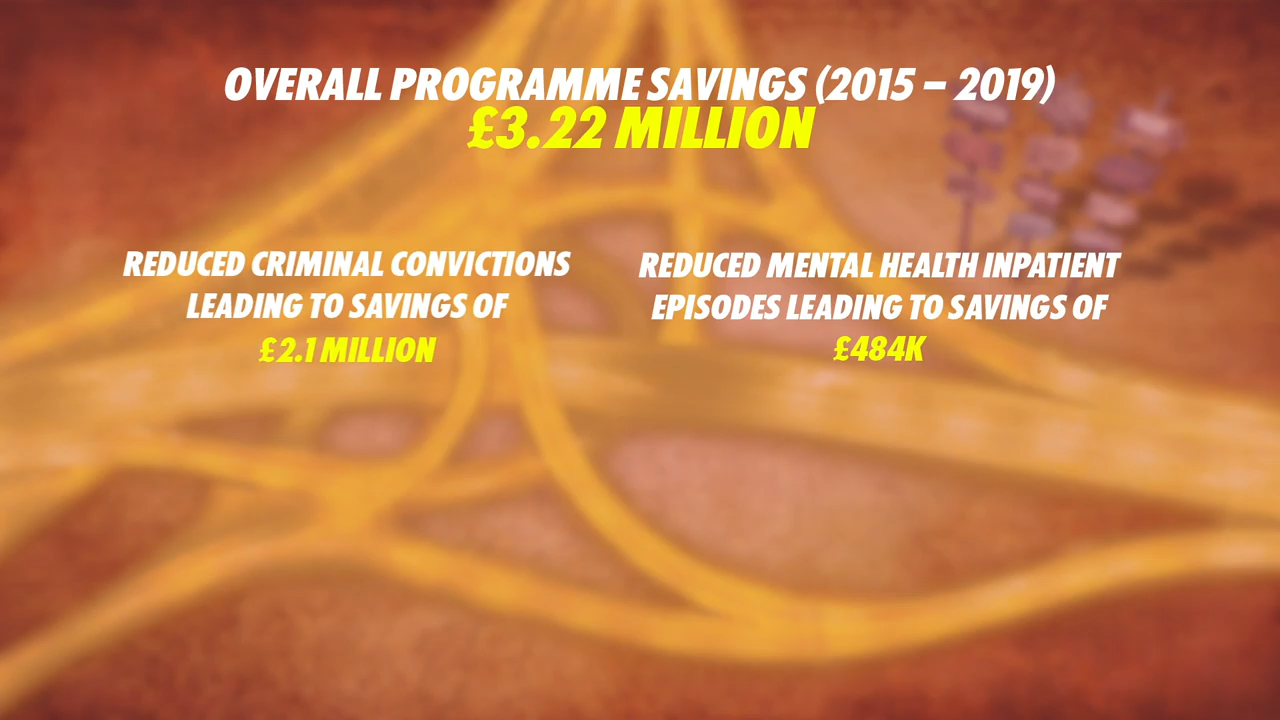 OVERALL PROGRAMME SAVINGS (2015 – 2019)
£3.22 MILLION
REDUCED CRIMINAL CONVICTIONS
LEADING TO SAVINGS OF
£2.1 MILLION
REDUCED MENTAL HEALTH INPATIENT
EPISODES LEADING TO SAVINGS OF
£484K